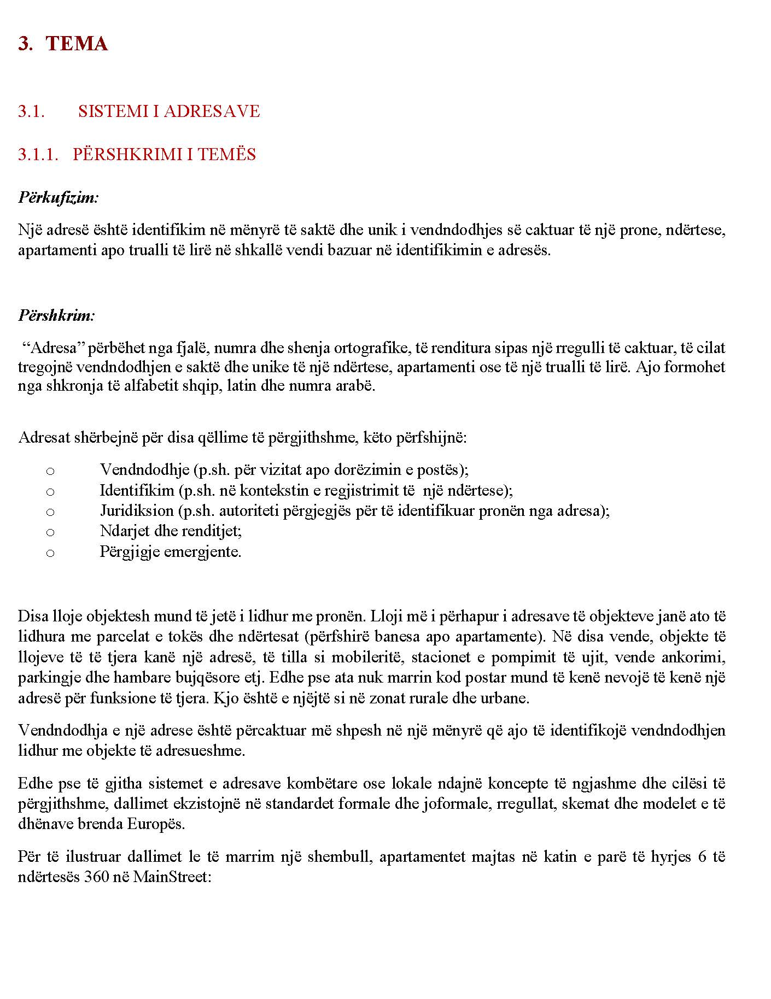 3. TEMA
3.1. SISTEMI I ADRESAVE
3.1.1. PËRSHKRIMI I TEMËS
Përkufizim:
Një adresë është identifikim në mënyrë të saktë dhe unik i vendndodhjes së caktuar të një prone, ndërtese,
apartamenti apo trualli të lirë në shkallë vendi bazuar në identifikimin e adresës.
Përshkrim:
“Adresa” përbëhet nga fjalë, numra dhe shenja ortografike, të renditura sipas një rregulli të caktuar, të cilat
tregojnë vendndodhjen e saktë dhe unike të një ndërtese, apartamenti ose të një trualli të lirë. Ajo formohet
nga shkronja të alfabetit shqip, latin dhe numra arabë.
Adresat shërbejnë për disa qëllime të përgjithshme, këto përfshijnë:
o Vendndodhje (p.sh. për vizitat apo dorëzimin e postës);
o Identifikim (p.sh. në kontekstin e regjistrimit të një ndërtese);
o Juridiksion (p.sh. autoriteti përgjegjës për të identifikuar pronën nga adresa);
o Ndarjet dhe renditjet;
o Përgjigje emergjente.
Disa lloje objektesh mund të jetë i lidhur me pronën. Lloji më i përhapur i adresave të objekteve janë ato të
lidhura me parcelat e tokës dhe ndërtesat (përfshirë banesa apo apartamente). Në disa vende, objekte të
llojeve të të tjera kanë një adresë, të tilla si mobileritë, stacionet e pompimit të ujit, vende ankorimi,
parkingje dhe hambare bujqësore etj. Edhe pse ata nuk marrin kod postar mund të kenë nevojë të kenë një
adresë për funksione të tjera. Kjo është e njëjtë si në zonat rurale dhe urbane.
Vendndodhja e një adrese është përcaktuar më shpesh në një mënyrë që ajo të identifikojë vendndodhjen
lidhur me objekte të adresueshme.
Edhe pse të gjitha sistemet e adresave kombëtare ose lokale ndajnë koncepte të ngjashme dhe cilësi të
përgjithshme, dallimet ekzistojnë në standardet formale dhe joformale, rregullat, skemat dhe modelet e të
dhënave brenda Europës.
Për të ilustruar dallimet le të marrim një shembull, apartamentet majtas në katin e parë të hyrjes 6 të
ndërtesës 360 në MainStreet: